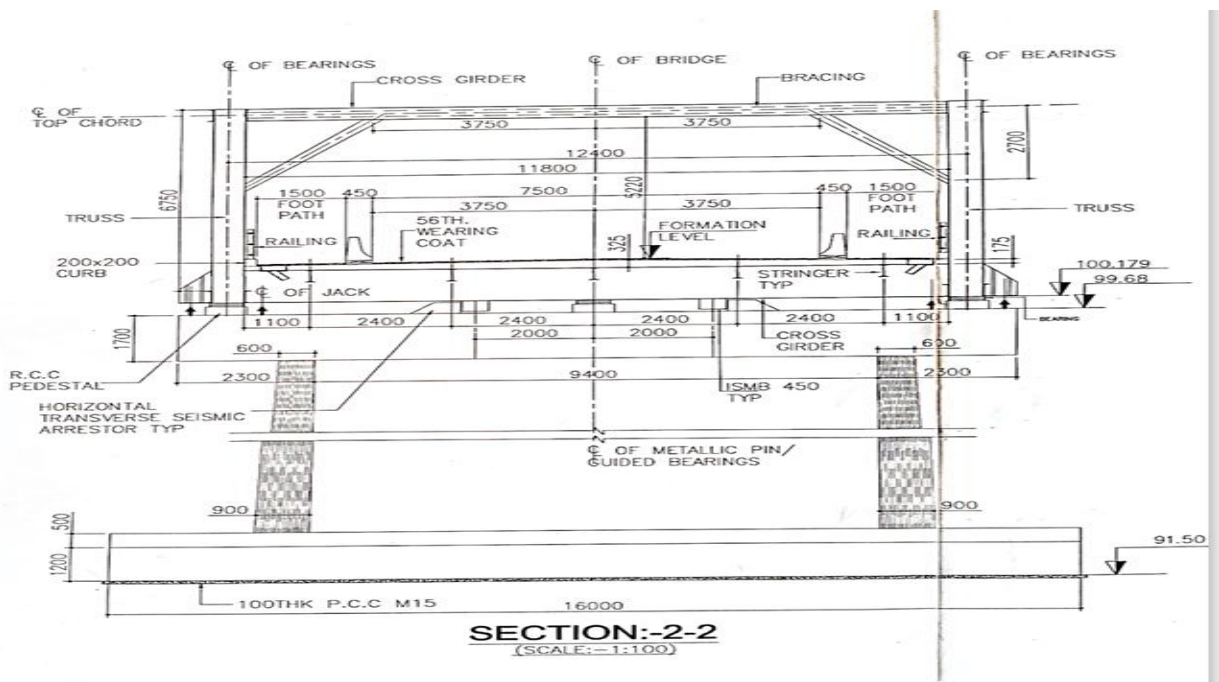 ℄ OF BEARINGS
℄ OF BRIDGE
℄ OF BEARINGS
CROSS GIRDER
BRACING
℄ OF
TOP CHORD
3750
3750
12400
11800
2700
1500
450
7500
450
1500
FOOT
PATH
5220
FOOT
PATH
6750
3750
3750
TRUSS
56TH.
WEARING
COAT
FORMATION
LEVEL
TRUSS
RAILING
325
RAILING
175
200x200
CURB
STRINGER
TYP
100.179
99.68
℄ OF JACK
BEARING
1100
2400
2400
2400
2400
1100
1700
2000
2000
CROSS
GIRDER
600
600
R.C.C
PEDESTAL
2300
9400
2300
ISMB 450
TYP
HORIZONTAL
TRANSVERSE SEISMIC
ARRESTOR TYP
℄ OF METALLIC PIN/
GUIDED BEARINGS
900
900
500
1200
91.50
100THK P.C.C M15
16000
SECTION:-2-2
(SCALE:-1:100)